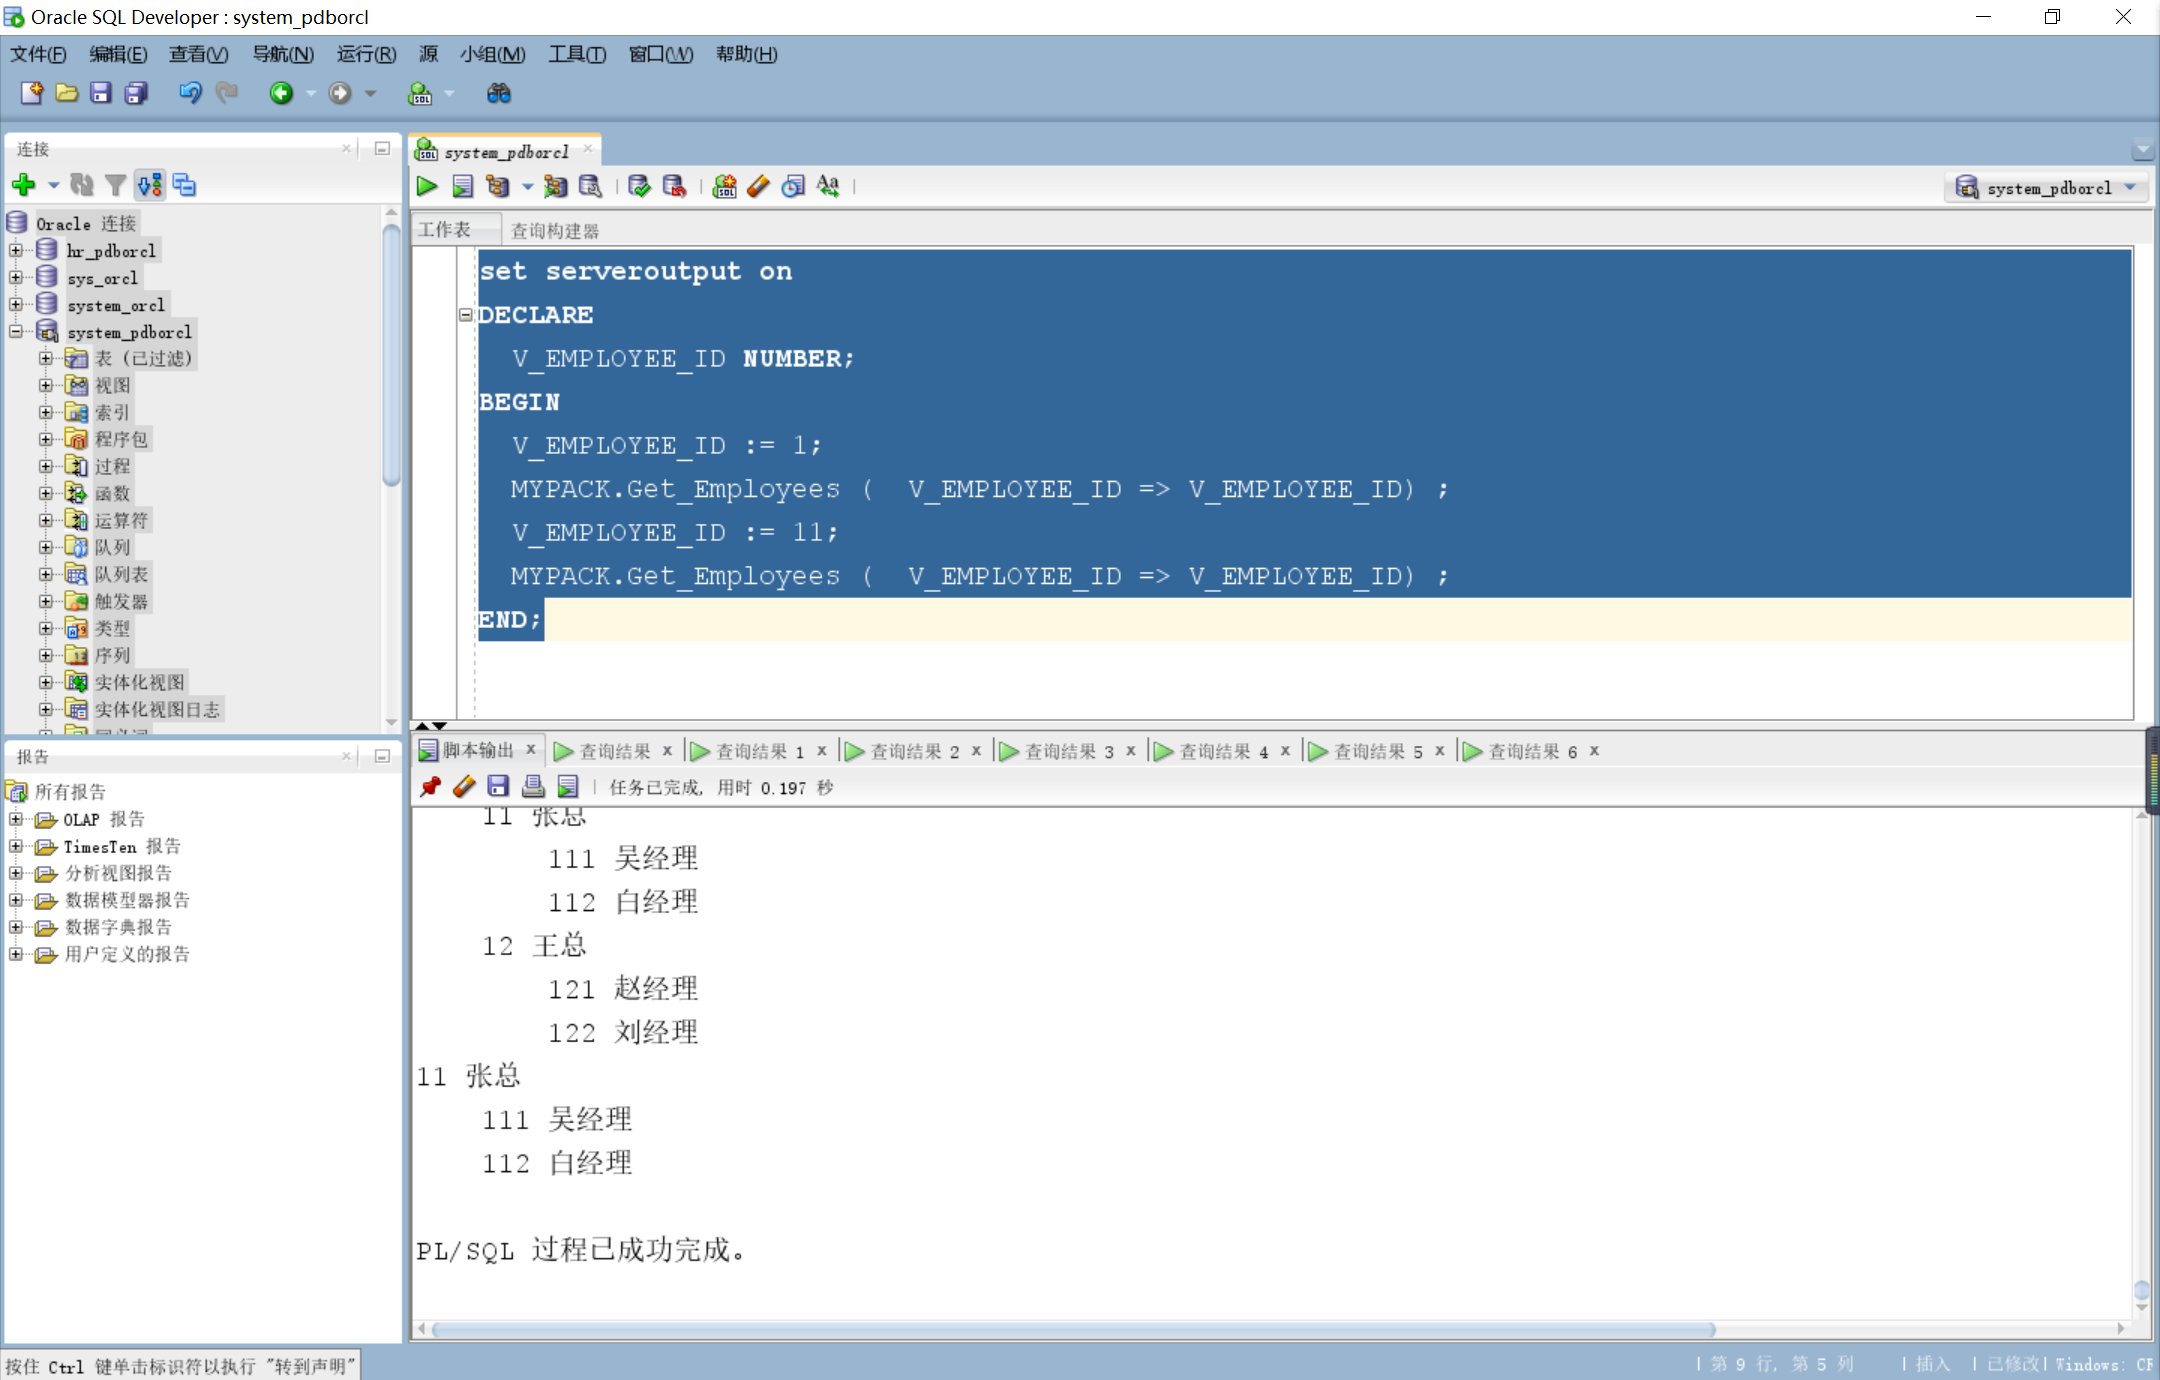 Oracle SQL Developer : system_pdborcl
文件(F) 编辑(E) 查看(V) 导航(N) 运行(R) 源 小组(M) 工具(T) 窗口(W) 帮助(H)
连接
Oracle 连接
hr_pdborcl
sys_orcl
system_orcl
system_pdborcl
表 (已过滤)
视图
索引
程序包
过程
函数
运算符
队列
队列表
触发器
类型
序列
实体化视图
实体化视图日志
报告
所有报告
OLAP 报告
TimesTen 报告
分析视图报告
数据模型器报告
数据字典报告
用户定义的报告
system_pdborcl
system_pdborcl
工作表 查询构建器
set serveroutput on
DECLARE
V_EMPLOYEE_ID NUMBER;
BEGIN
V_EMPLOYEE_ID := 1;
MYPACK.Get_Employees (  V_EMPLOYEE_ID => V_EMPLOYEE_ID) ;
V_EMPLOYEE_ID := 11;
MYPACK.Get_Employees (  V_EMPLOYEE_ID => V_EMPLOYEE_ID) ;
END;
脚本输出 x 查询结果 x 查询结果 1 x 查询结果 2 x 查询结果 3 x 查询结果 4 x 查询结果 5 x 查询结果 6 x
任务已完成, 用时 0.197 秒
11 张总
111 吴经理
112 白经理
12 王总
121 赵经理
122 刘经理
11 张总
111 吴经理
112 白经理
PL/SQL 过程已成功完成。
按住 Ctrl 键单击标识符以执行 "转到声明"
第 9 行, 第 5 列 | 插入 | 已修改| Windows: